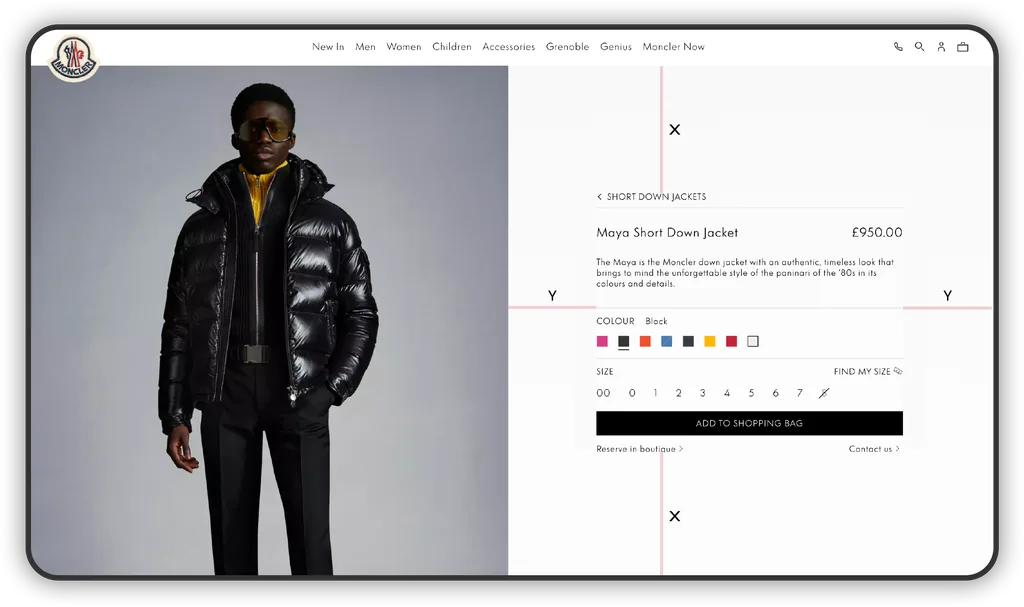 MONCLER
New In Men Women Children Accessories Grenoble Genius Moncler Now
X
SHORT DOWN JACKETS
Maya Short Down Jacket £950.00
The Maya is the Moncler down jacket with an authentic, timeless look that
brings to mind the unforgettable style of the paninari of the '80s in its
colours and details.
Y Y
COLOUR Black
SIZE FIND MY SIZE
00 0 1 2 3 4 5 6 7 8
ADD TO SHOPPING BAG
Reserve in boutique > Contact us >
X